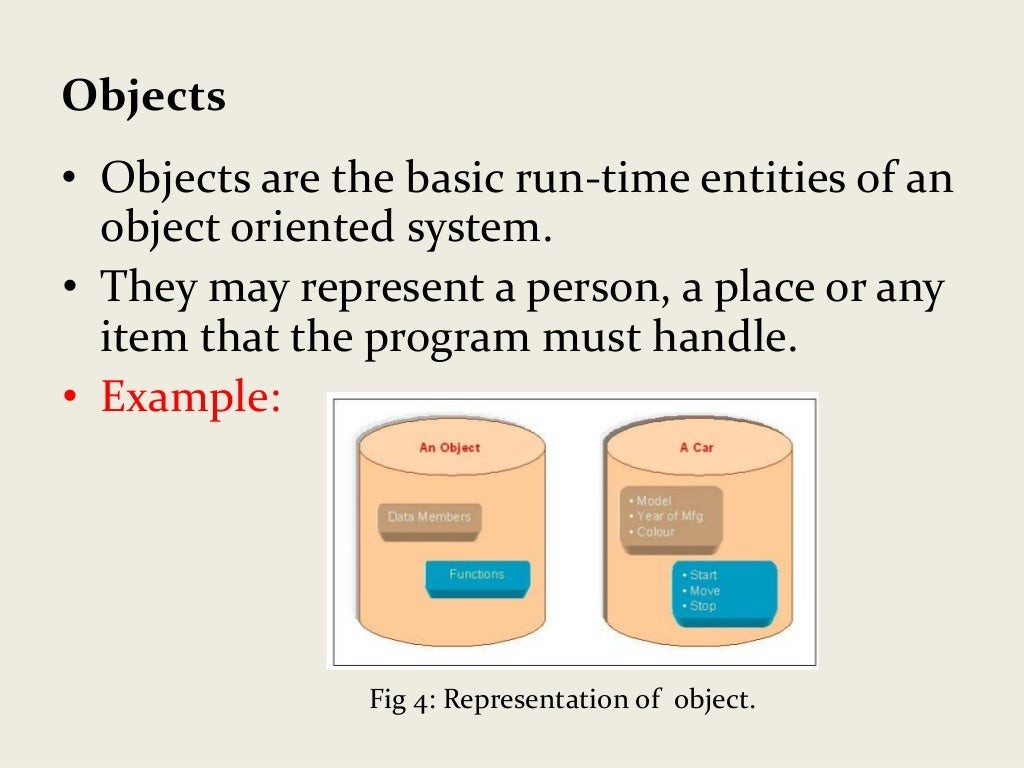 Objects
• Objects are the basic run-time entities of an
object oriented system.
• They may represent a person, a place or any
item that the program must handle.
• Example:
An Object
Data Members
Functions
A Car
• Model
• Year of Mfg
• Colour
• Start
• Move
• Stop
Fig 4: Representation of  object.